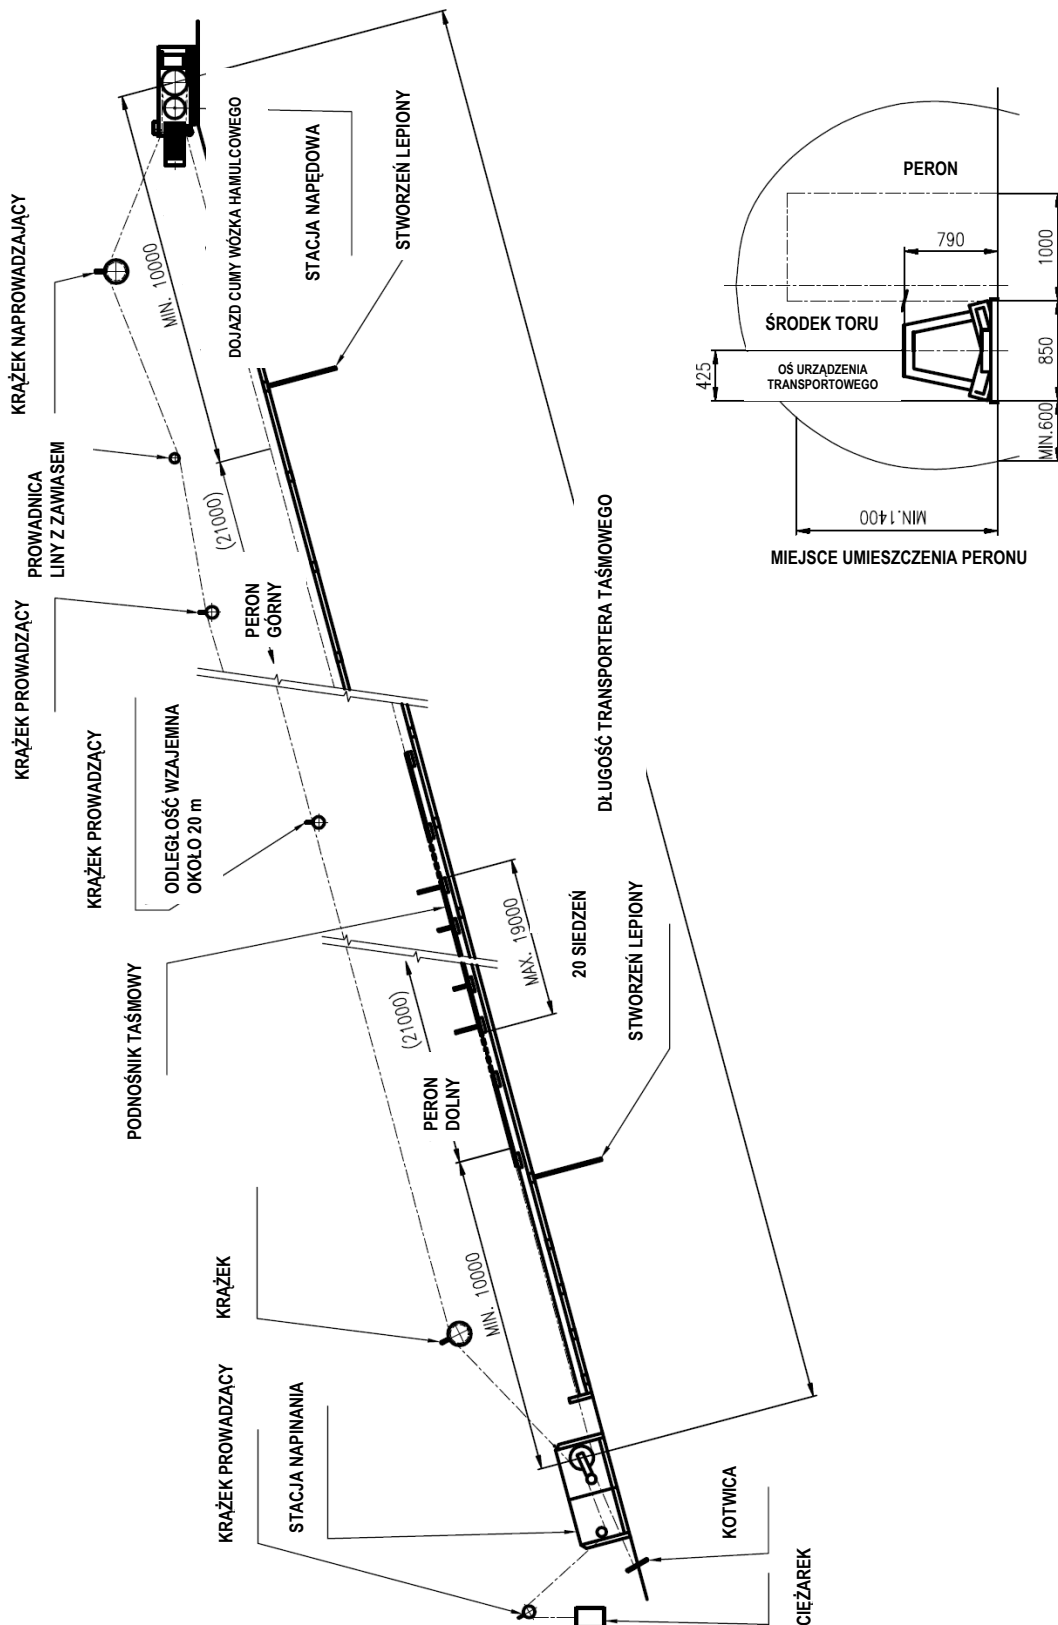 KRĄŻEK NAPROWADZAJĄCY
PROWADNICA
LINY Z ZAWIASEM
KRĄŻEK PROWADZĄCY
KRĄŻEK PROWADZĄCY
ODLEGŁOŚĆ WZAJEMNA
OKOŁO 20 m
PODNOŚNIK TAŚMOWY
KRĄŻEK
KRĄŻEK PROWADZĄCY
STACJA NAPINANIA
MIN. 10000
DOJAZD CUMY WÓZKA HAMULCOWEGO
STACJA NAPĘDOWA
STWORZEŃ LEPIONY
(21000)
PERON
GÓRNY
DŁUGOŚĆ TRANSPORTERA TAŚMOWEGO
MAX. 19000
20 SIEDZEŃ
(21000)
PERON
DOLNY
STWORZEŃ LEPIONY
MIN. 10000
KOTWICA
CIĘŻAREK
PERON
790
1000
ŚRODEK TORU
425
OŚ URZĄDZENIA
TRANSPORTOWEGO
850
MIN.600
MIN.1400
MIEJSCE UMIESZCZENIA PERONU